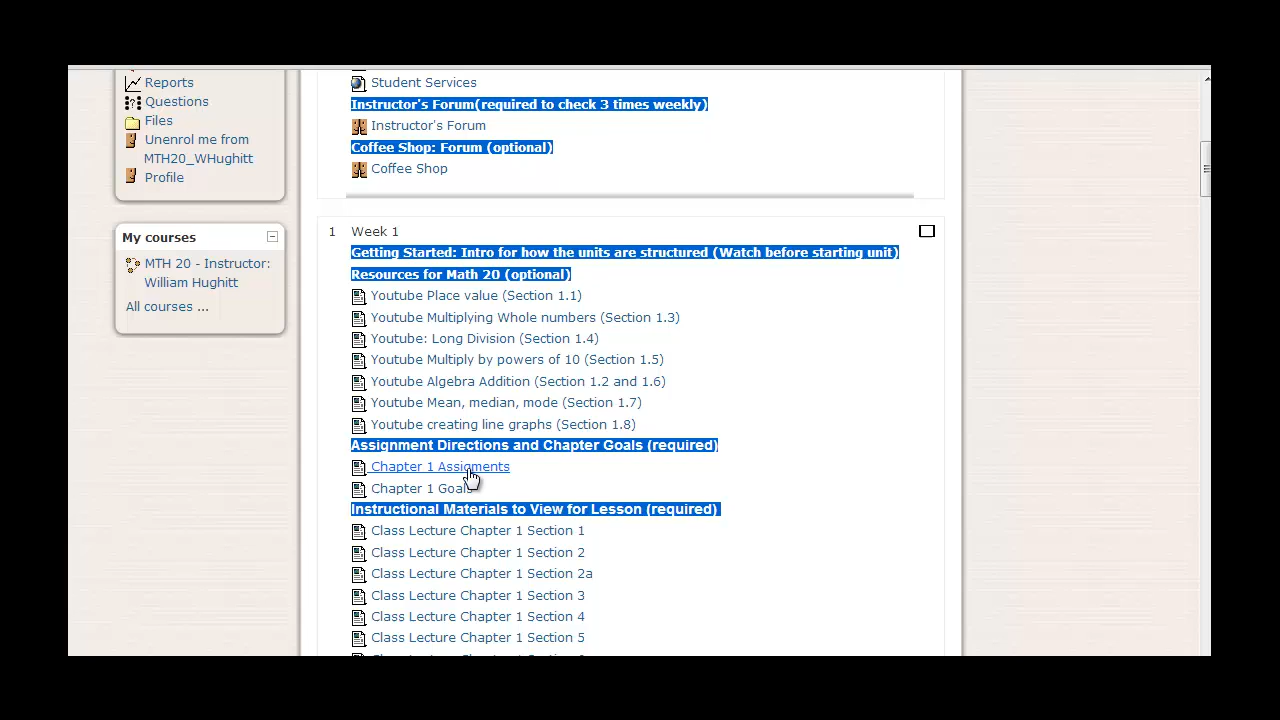 Reports
Questions
Files
Unenrol me from
MTH20_WHughitt
Profile
My courses
MTH 20 - Instructor:
William Hughitt
All courses ...
Student Services
Instructor's Forum(required to check 3 times weekly)
Instructor's Forum
Coffee Shop: Forum (optional)
Coffee Shop
1 Week 1
Getting Started: Intro for how the units are structured (Watch before starting unit)
Resources for Math 20 (optional)
Youtube Place value (Section 1.1)
Youtube Multiplying Whole numbers (Section 1.3)
Youtube: Long Division (Section 1.4)
Youtube Multiply by powers of 10 (Section 1.5)
Youtube Algebra Addition (Section 1.2 and 1.6)
Youtube Mean, median, mode (Section 1.7)
Youtube creating line graphs (Section 1.8)
Assignment Directions and Chapter Goals (required)
Chapter 1 Assigments
Chapter 1 Goals
Instructional Materials to View for Lesson (required)
Class Lecture Chapter 1 Section 1
Class Lecture Chapter 1 Section 2
Class Lecture Chapter 1 Section 2a
Class Lecture Chapter 1 Section 3
Class Lecture Chapter 1 Section 4
Class Lecture Chapter 1 Section 5